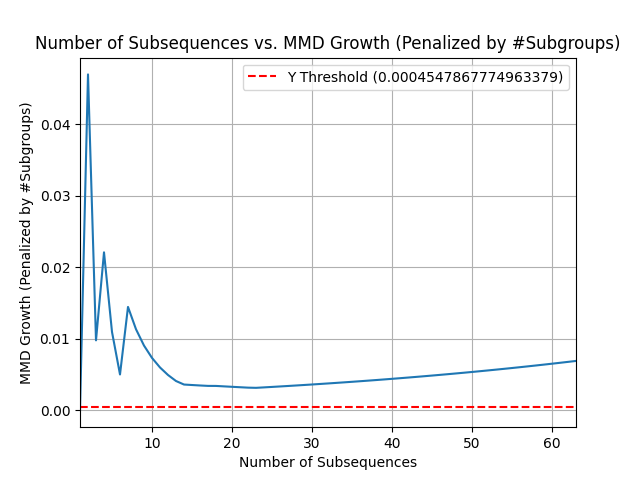 Number of Subsequences vs. MMD Growth (Penalized by #Subgroups)
Y Threshold (0.0004547867774963379)
MMD Growth (Penalized by #Subgroups)
0.04
0.03
0.02
0.01
0.00
10 20 30 40 50 60
Number of Subsequences